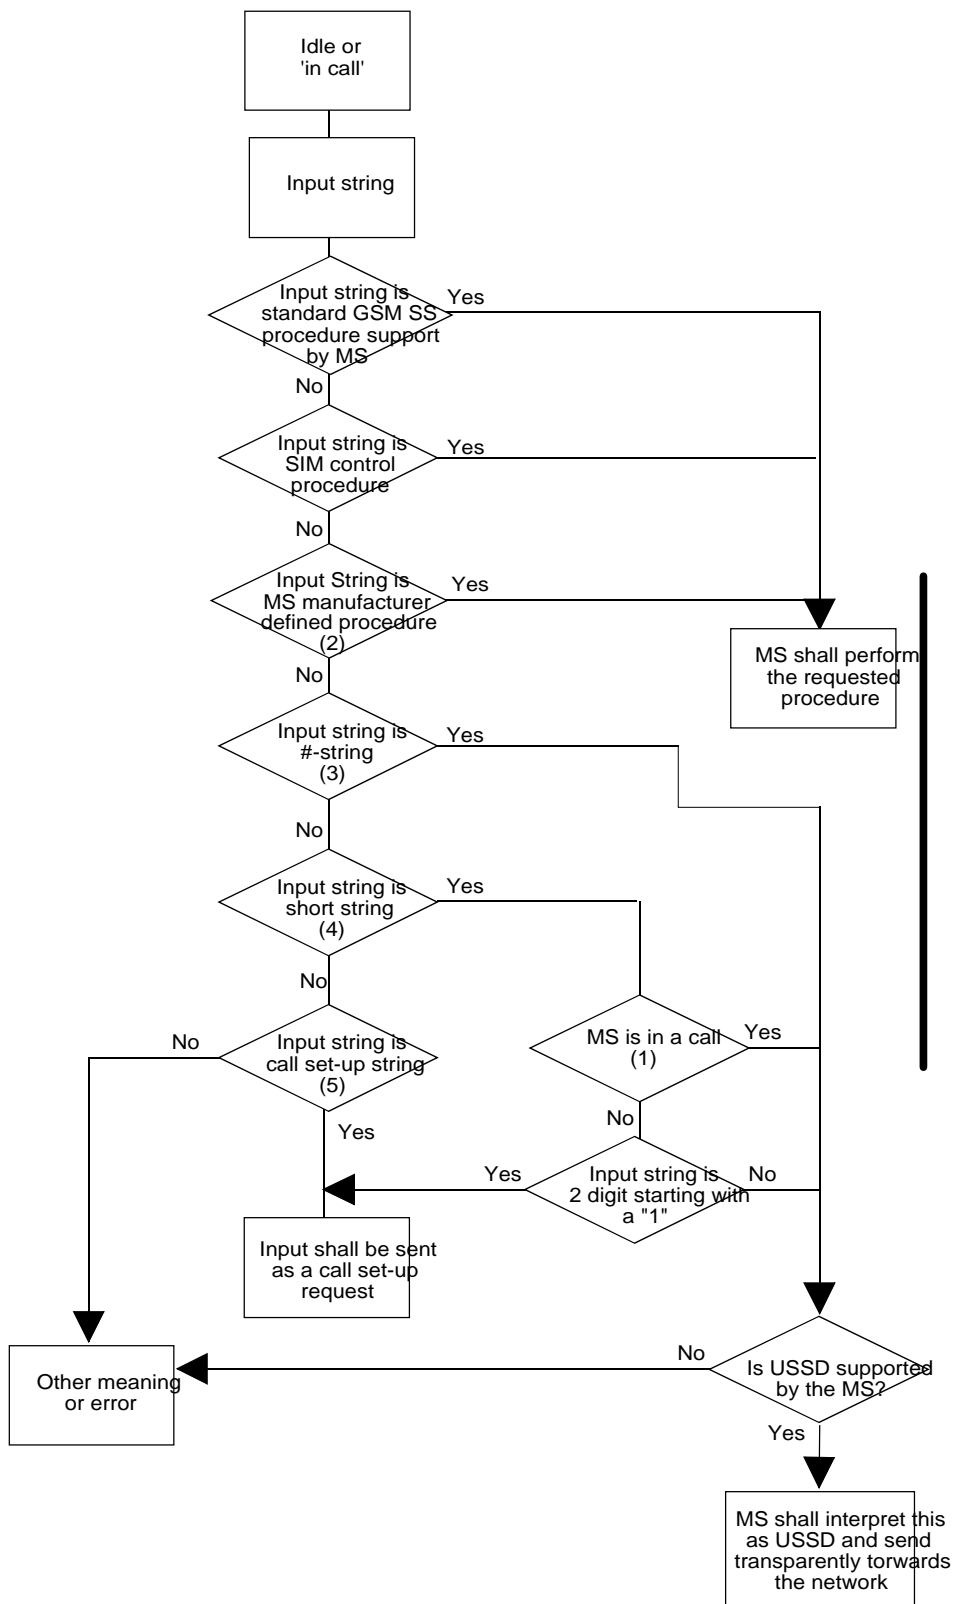 Idle or
'in call'
Input string
Input string is
standard GSM SS
procedure support
by MS
Yes
No
Input string is
SIM control
procedure
Yes
No
Input String is
MS manufacturer
defined procedure
(2)
Yes
No
MS shall perform
the requested
procedure
Input string is
#-string
(3)
Yes
No
Input string is
short string
(4)
Yes
No
MS is in a call
(1)
Yes
No
Input string is
call set-up string
(5)
No
Yes
Input string is
2 digit starting with
a "1"
Yes
No
Input shall be sent
as a call set-up
request
Is USSD supported
by the MS?
No
Yes
Other meaning
or error
MS shall interpret this
as USSD and send
transparently torwards
the network